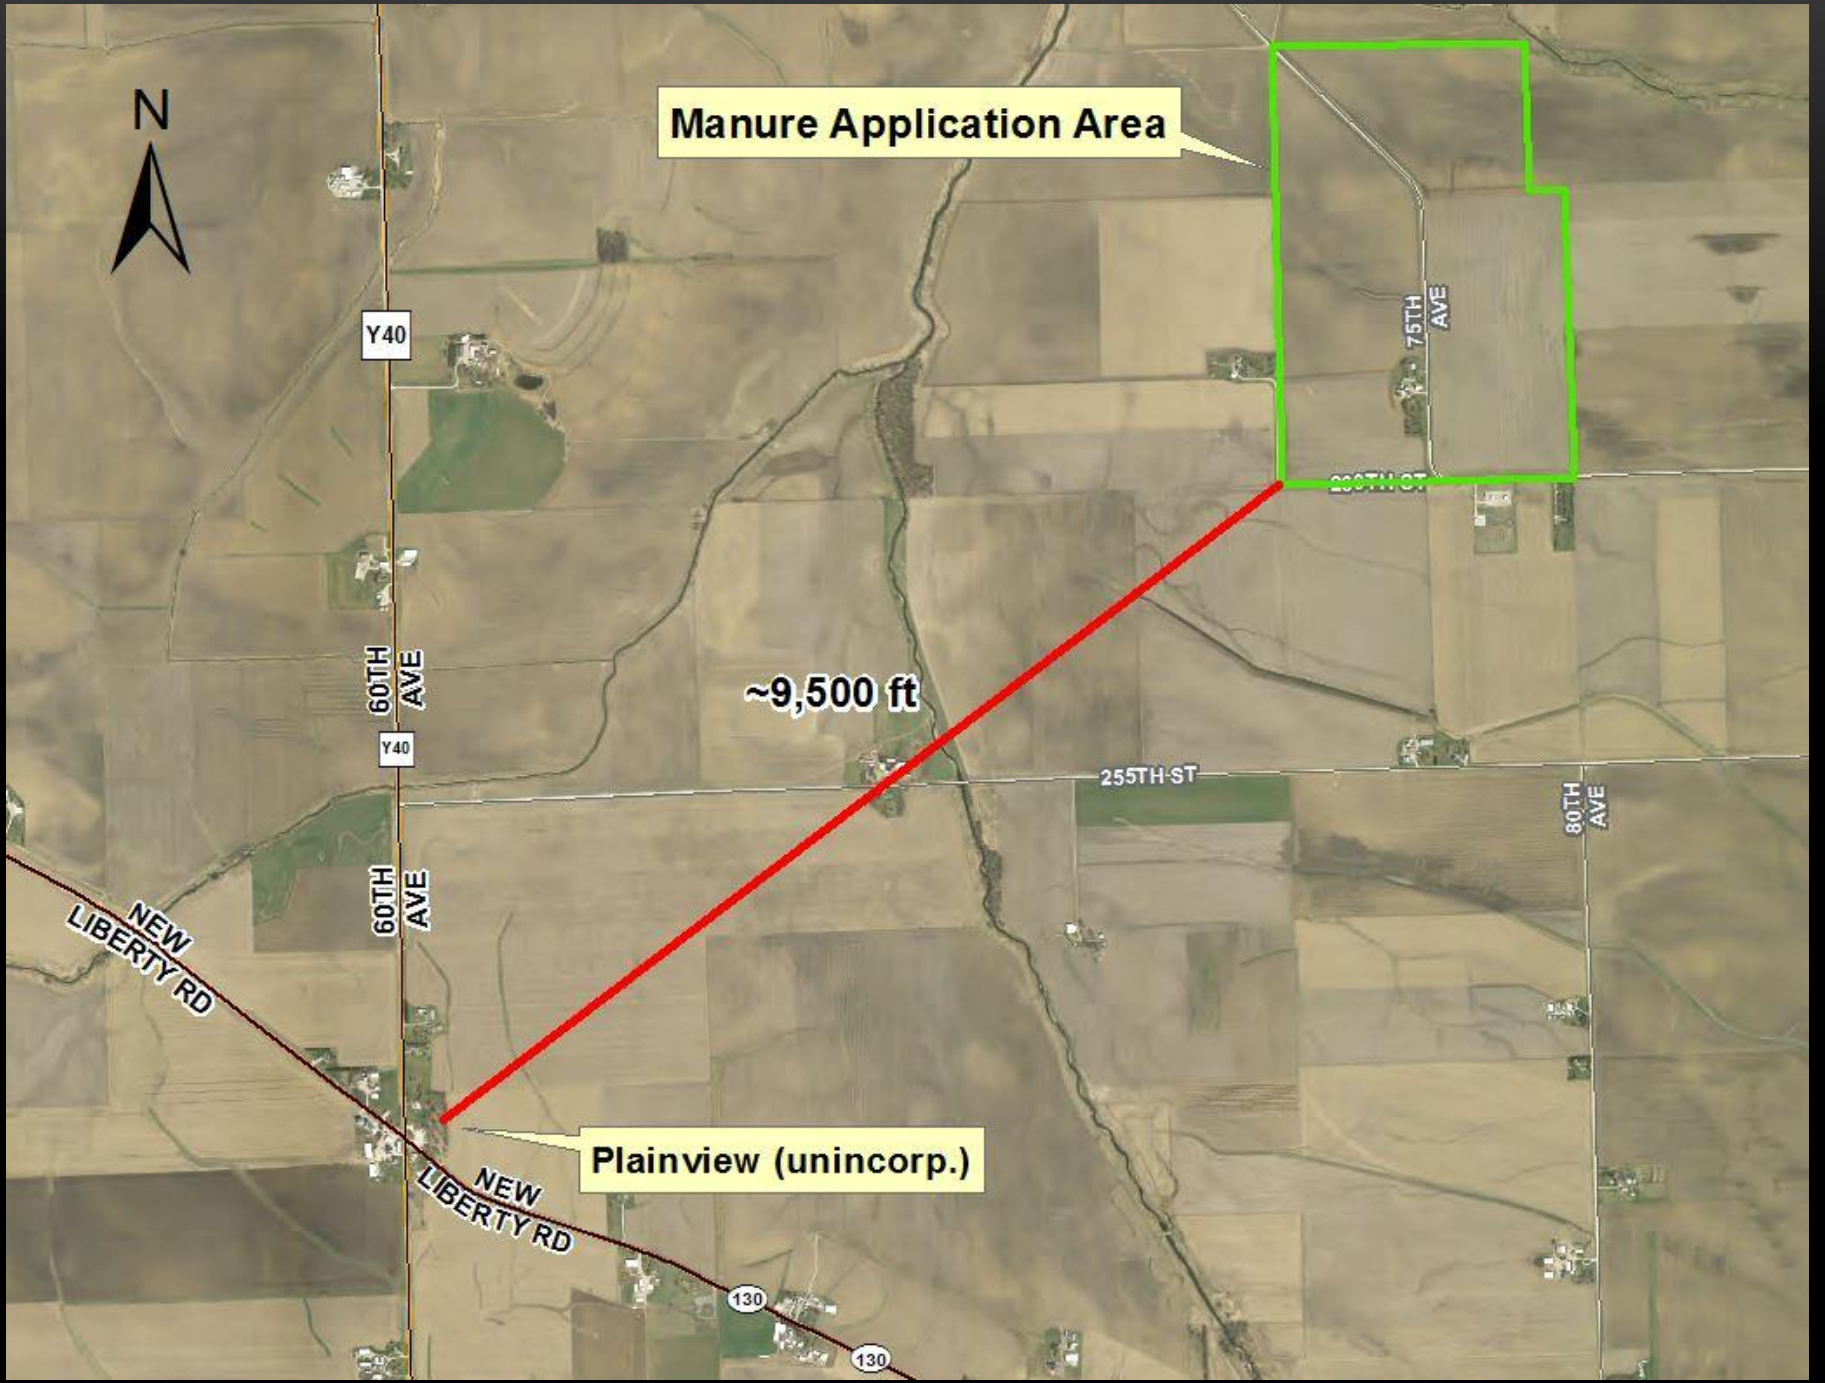 N
Manure Application Area
Y40
75TH
AVE
60TH
AVE
~9,500 ft
Y40
255TH ST
80TH
AVE
60TH
AVE
NEW
LIBERTY RD
Plainview (unincorp.)
NEW
LIBERTY RD
130
130